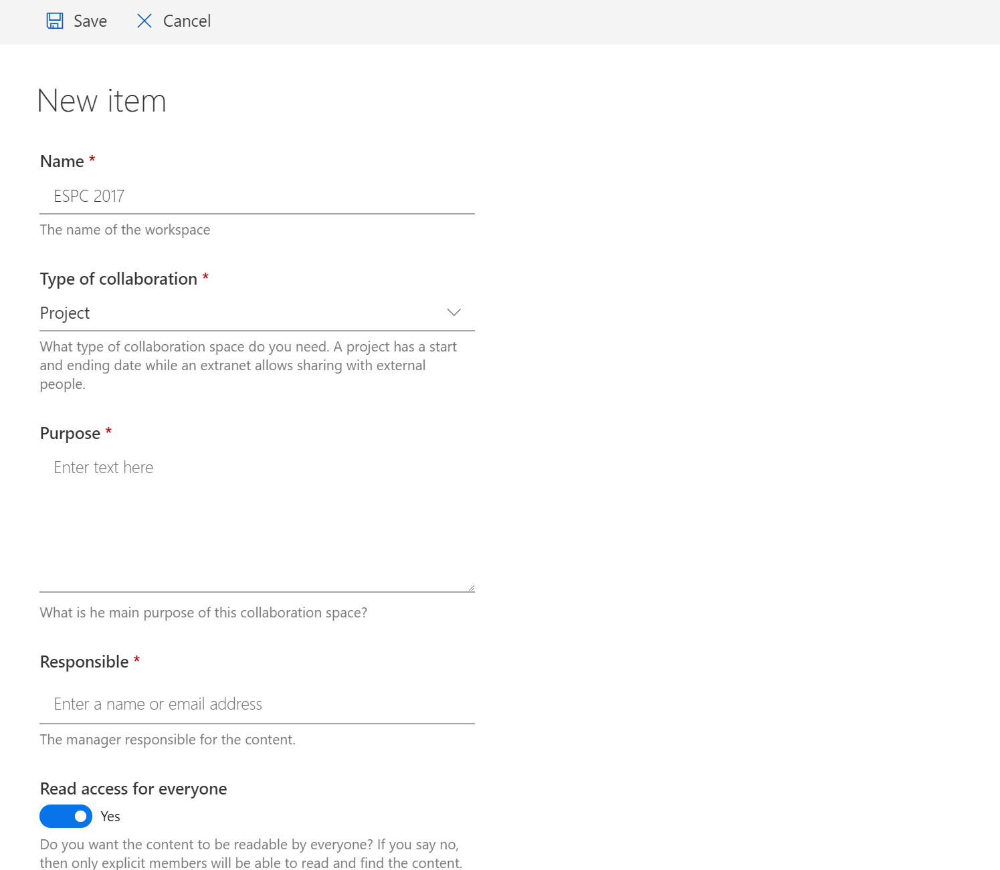 Save Cancel
New item
Name *
ESPC 2017
The name of the workspace
Type of collaboration *
Project
What type of collaboration space do you need. A project has a start
and ending date while an extranet allows sharing with external
people.
Purpose *
Enter text here
What is he main purpose of this collaboration space?
Responsible *
Enter a name or email address
The manager responsible for the content.
Read access for everyone
Yes
Do you want the content to be readable by everyone? If you say no,
then only explicit members will be able to read and find the content.